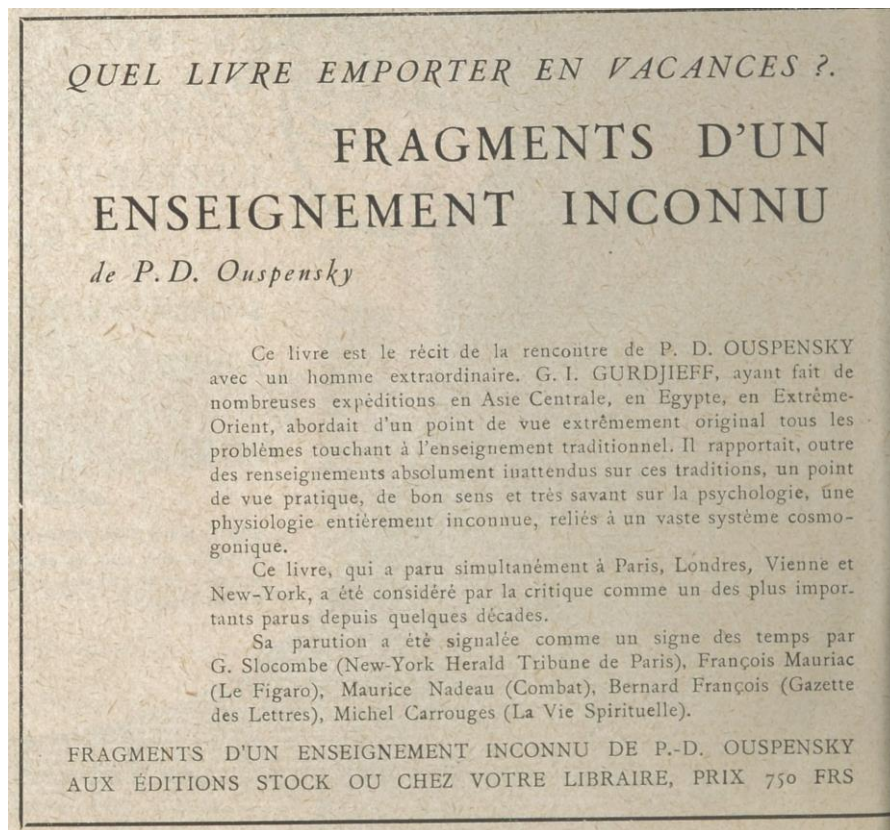 QUEL LIVRE EMPORTER EN VACANCES ?.
FRAGMENTS D'UN
ENSEIGNEMENT INCONNU
de P. D. Ouspensky
Ce livre est le récit de la rencontre de P. D. OUSPENSKY
avec un homme extraordinaire. G. I. GURDJIEFF, ayant fait de
nombreuses expéditions en Asie Centrale, en Egypte, en Extrême-
Orient, abordait d'un point de vue extrêmement original tous les
problèmes touchant à l'enseignement traditionnel. Il rapportait, outre
des renseignements absolument inattendus sur ces traditions, un point
de vue pratique, de bon sens et très savant sur la psychologie, une
physiologie entièrement inconnue, reliés à un vaste système cosmo-
gonique.
Ce livre, qui a paru simultanément à Paris, Londres, Vienne et
New-York, a été considéré par la critique comme un des plus impor-
tants parus depuis quelques décades.
Sa parution a été signalée comme un signe des temps par
G. Slocombe (New-York Herald Tribune de Paris), François Mauriac
(Le Figaro), Maurice Nadeau (Combat), Bernard François (Gazette
des Lettres), Michel Carrouges (La Vie Spirituelle).
FRAGMENTS D'UN ENSEIGNEMENT INCONNU DE P.-D. OUSPENSKY
AUX ÉDITIONS STOCK OU CHEZ VOTRE LIBRAIRE, PRIX 750 FRS